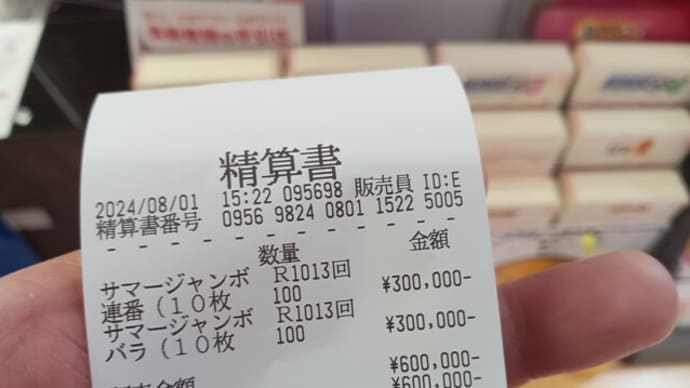 精算書
2024/08/01 15:22 095698 販売員 ID:E
精算書番号 0956 9824 0801 1522 5005
数量 金額
サマージャンボ R1013回
連番(10枚 100 ¥300,000-
サマージャンボ R1013回
バラ(10枚 100 ¥300,000-
¥600,000-
金額 ¥600,000-